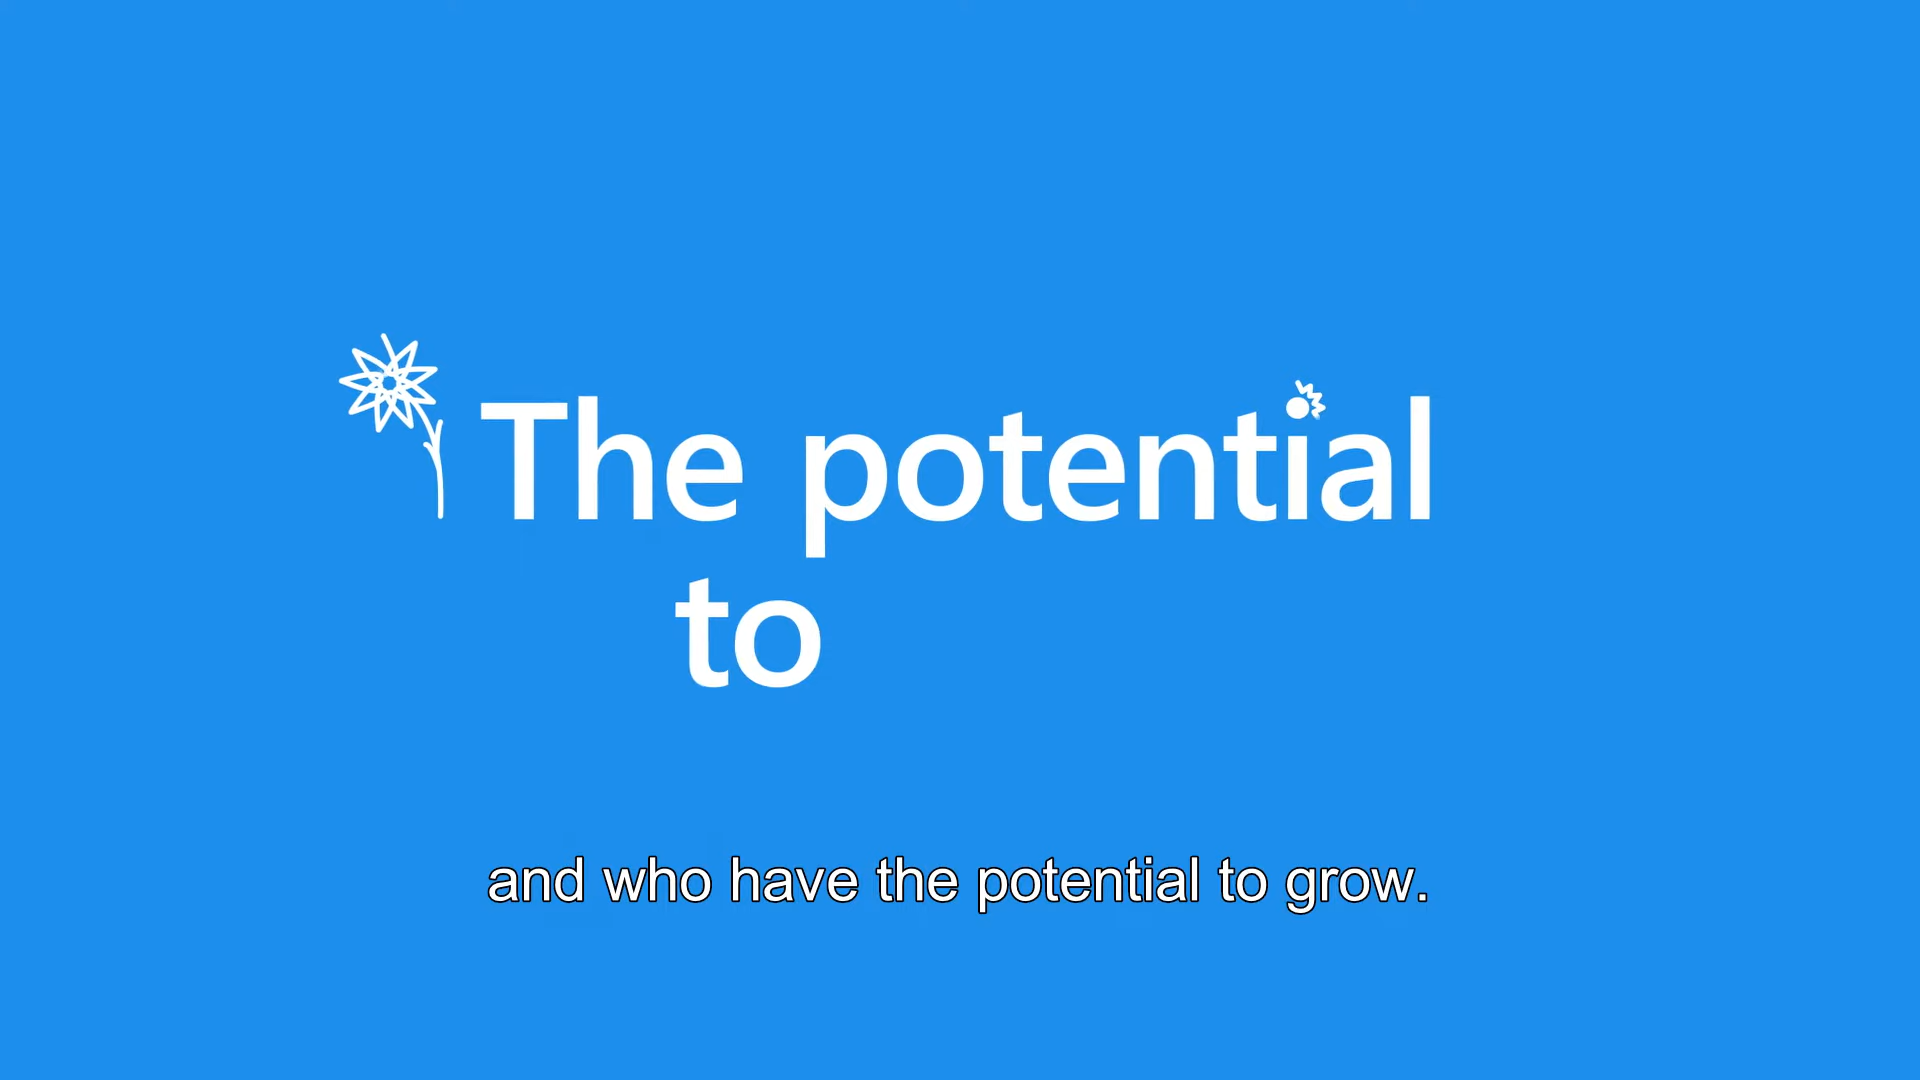 The potential
to
and who have the potential to grow.